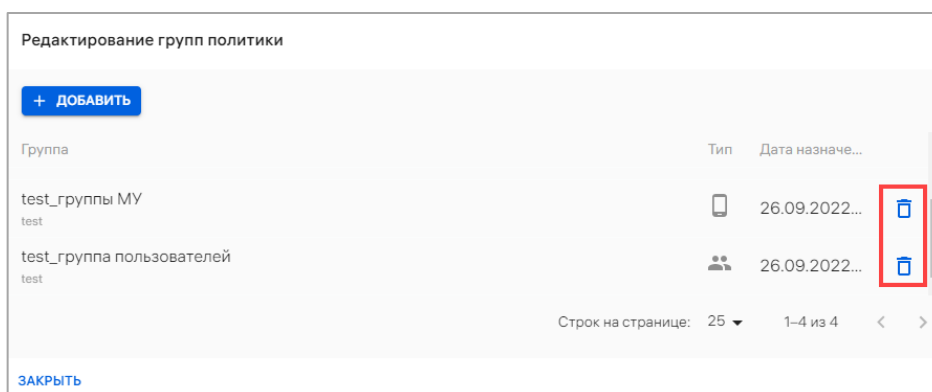 Редактирование групп политики
+ ДОБАВИТЬ
Группа Тип Дата назначе...
test_группы МУ 26.09.2022...
test
test_группа пользователей 26.09.2022...
test
Строк на странице: 25 1–4 из 4
ЗАКРЫТЬ